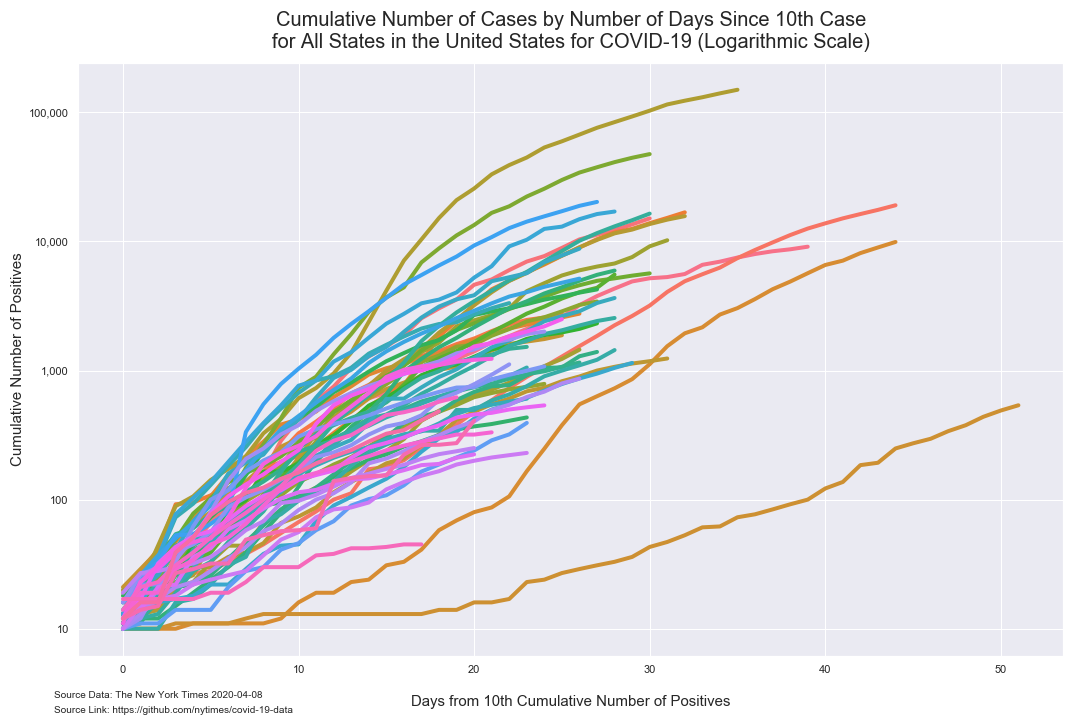 Cumulative Number of Cases by Number of Days Since 10th Case
for All States in the United States for COVID-19 (Logarithmic Scale)
Cumulative Number of Positives
100,000
10,000
1,000
100
10
0
10
20
30
40
50
Days from 10th Cumulative Number of Positives
Source Data: The New York Times 2020-04-08
Source Link: https://github.com/nytimes/covid-19-data